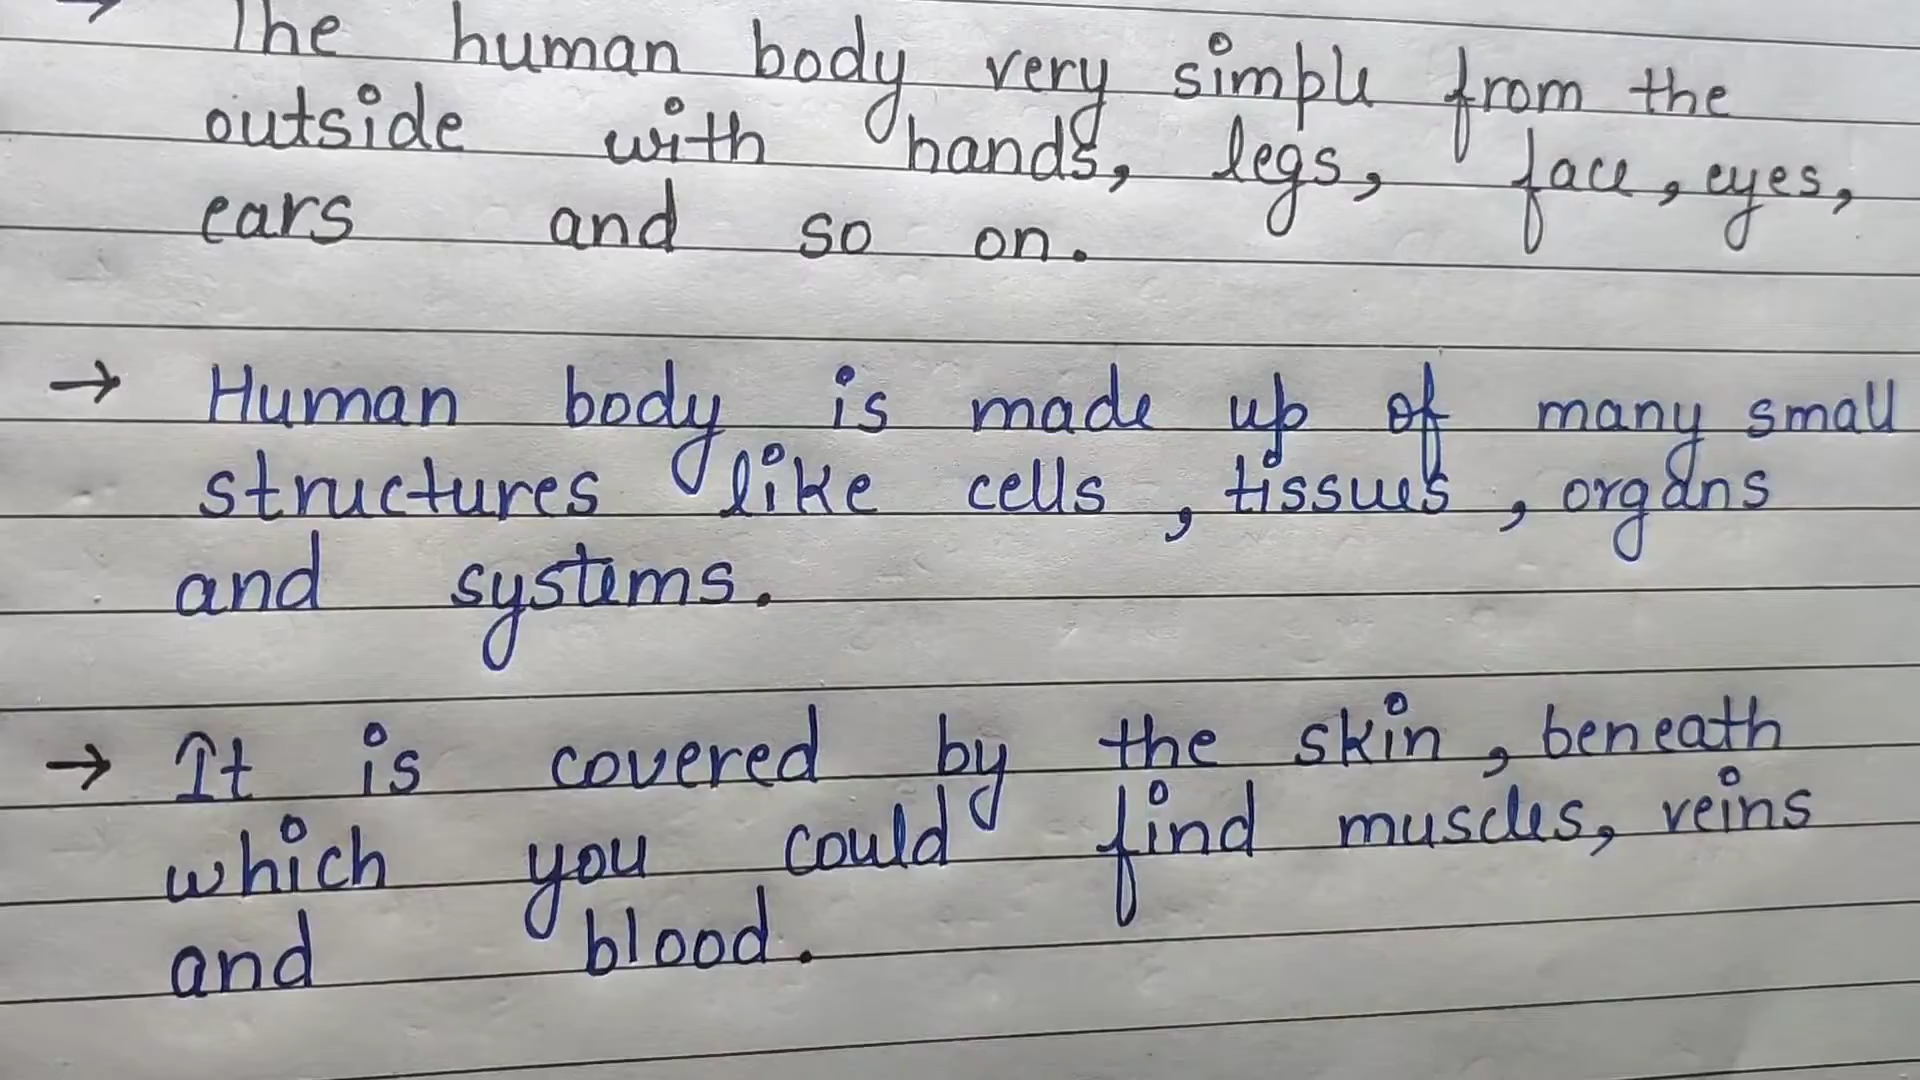 → The human body very simple from the
outside with hands, legs, face, eyes,
ears and so on.
→ Human body is made up of many small
structures like cells, tissues, organs
and systems.
→ It is covered by the skin, beneath
which you could find muscles, veins
and blood.